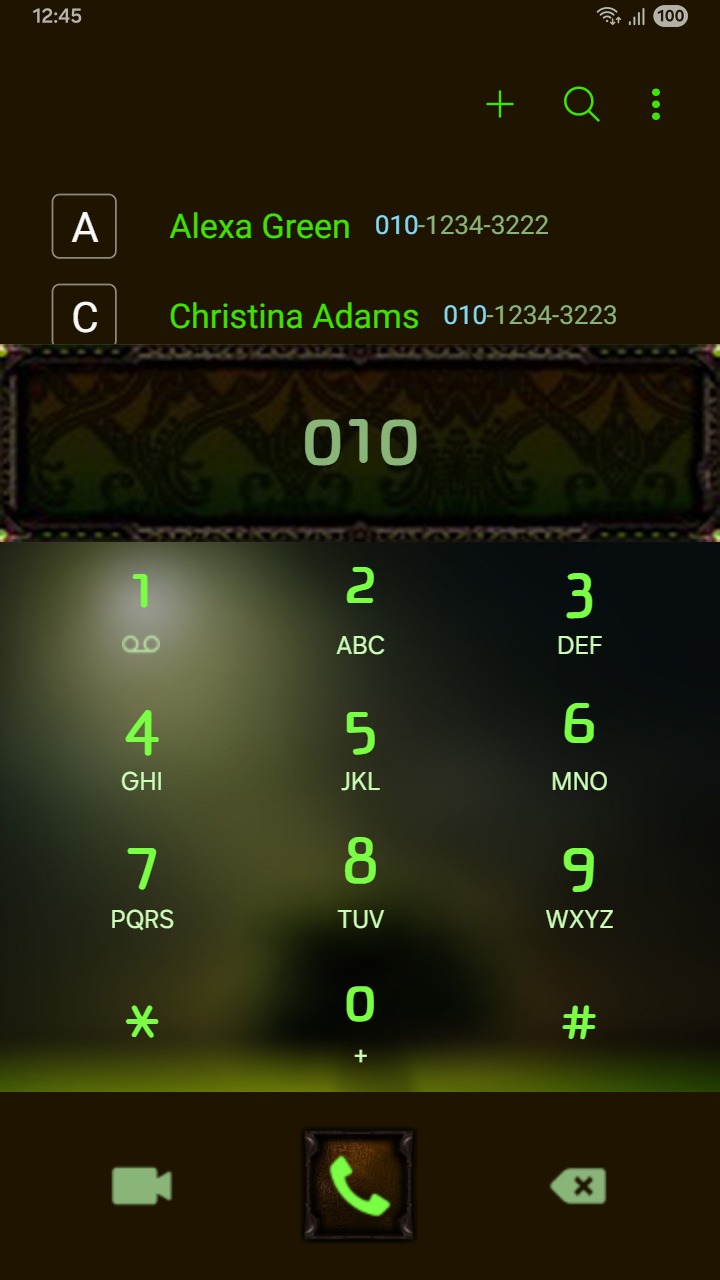 12:45 100
A Alexa Green 010-1234-3222
C Christina Adams 010-1234-3223
010
1 2 3
ABC DEF
4 5 6
GHI JKL MNO
7 8 9
PQRS TUV WXYZ
* 0 #
+